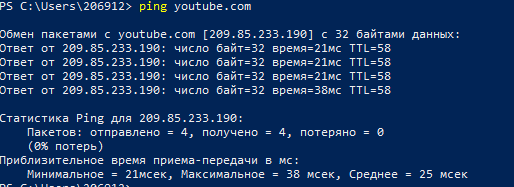 PS C:\Users\206912> ping youtube.com
Обмен пакетами с youtube.com [209.85.233.190] с 32 байтами данных:
Ответ от 209.85.233.190: число байт=32 время=21мс TTL=58
Ответ от 209.85.233.190: число байт=32 время=21мс TTL=58
Ответ от 209.85.233.190: число байт=32 время=21мс TTL=58
Ответ от 209.85.233.190: число байт=32 время=38мс TTL=58
Статистика Ping для 209.85.233.190:
Пакетов: отправлено = 4, получено = 4, потеряно = 0
(0% потерь)
Приблизительное время приема-передачи в мс:
Минимальное = 21мсек, Максимальное = 38 мсек, Среднее = 25 мсек
PS C:\Users\206912>